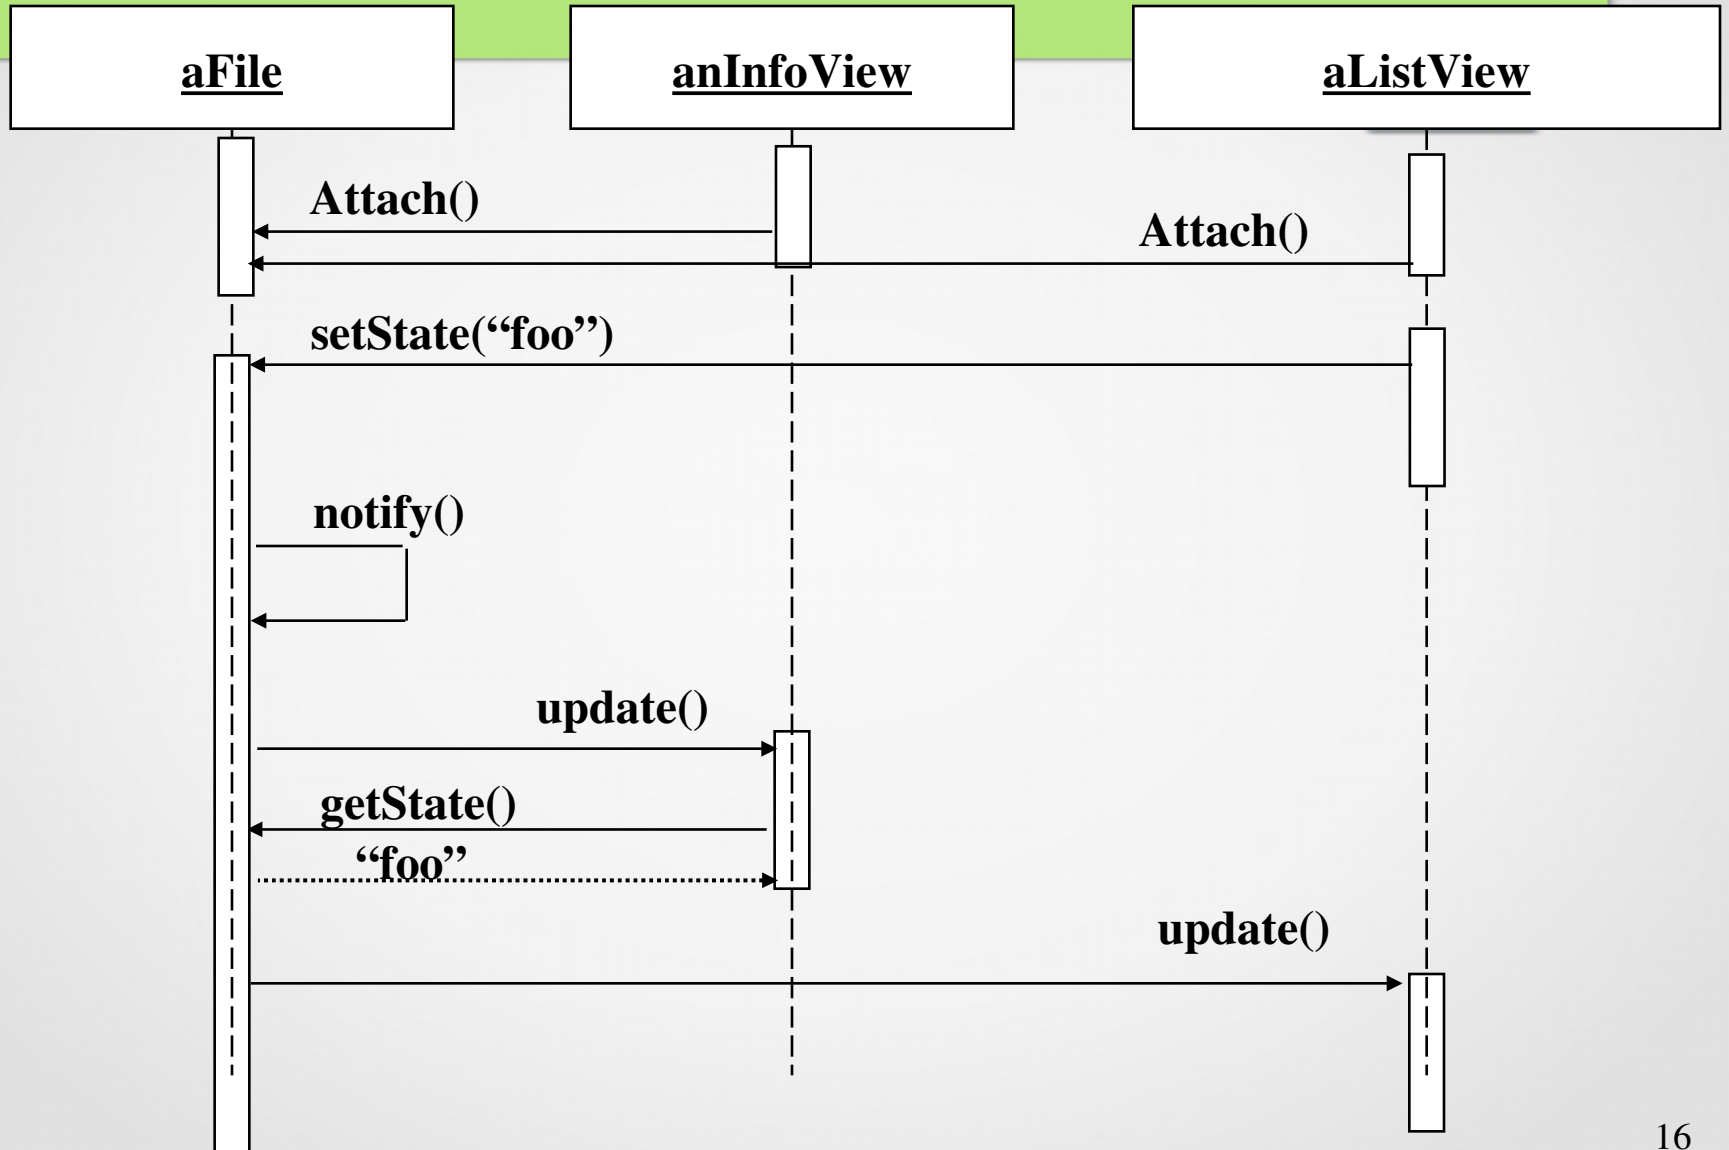 aFile
anInfoView
aListView
Attach()
Attach()
setState(“foo”)
notify()
update()
getState()
“foo”
update()
16